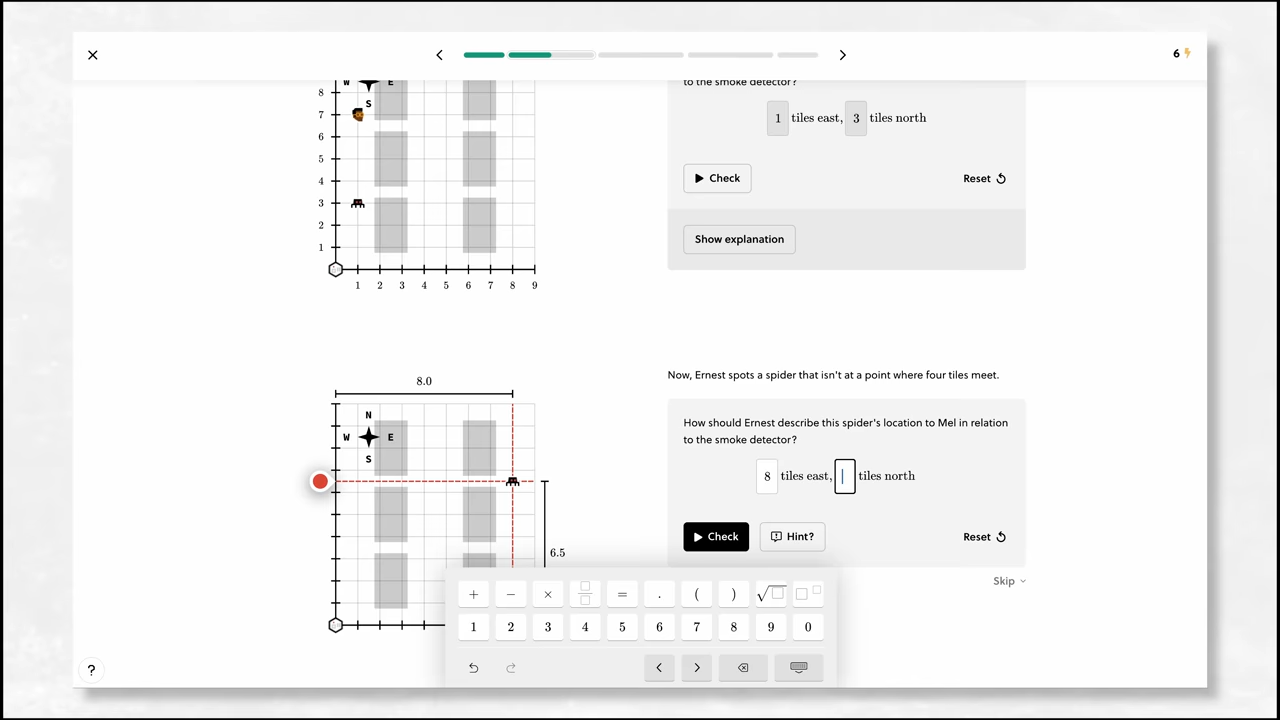 6
to the smoke detector?
W E
S
8
7
6
5
4
3
2
1
1 2 3 4 5 6 7 8 9
1 tiles east, 3 tiles north
Check
Reset
Show explanation
8.0
N
W E
S
6.5
Now, Ernest spots a spider that isn't at a point where four tiles meet.
How should Ernest describe this spider's location to Mel in relation
to the smoke detector?
8 tiles east, tiles north
Check
Hint?
Reset
Skip
+ − × = . ( ) √
1 2 3 4 5 6 7 8 9 0
< >
?